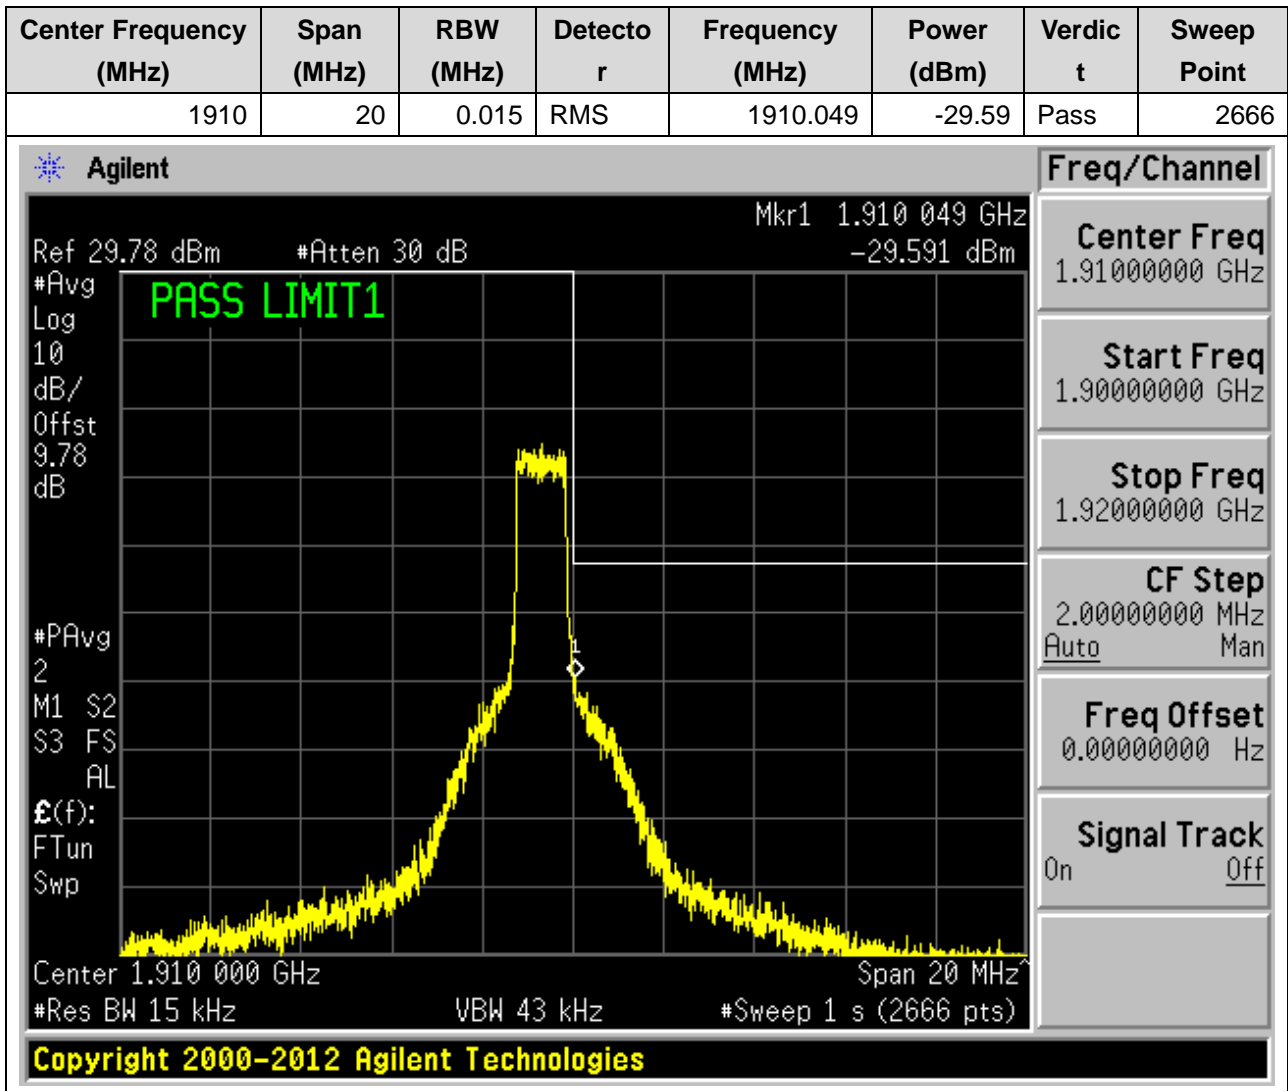 Center Frequency (MHz) Span (MHz) RBW (MHz) Detecto r Frequency (MHz) Power (dBm) Verdic t Sweep Point
1910 20 0.015 RMS 1910.049 -29.59 Pass 2666
Agilent
Freq/Channel
Mkr1 1.910 049 GHz
Ref 29.78 dBm #Atten 30 dB -29.591 dBm
#Avg
Log
10
dB/
Offst
9.78
dB
PASS LIMIT1
1
#PAvg
2
M1 S2
S3 FS
AL
£(f):
FTun
Swp
Center 1.910 000 GHz Span 20 MHz^
#Res BW 15 kHz VBW 43 kHz #Sweep 1 s (2666 pts)
Center Freq
1.91000000 GHz
Start Freq
1.90000000 GHz
Stop Freq
1.92000000 GHz
CF Step
2.00000000 MHz
Auto Man
Freq Offset
0.00000000 Hz
Signal Track
On Off
Copyright 2000-2012 Agilent Technologies